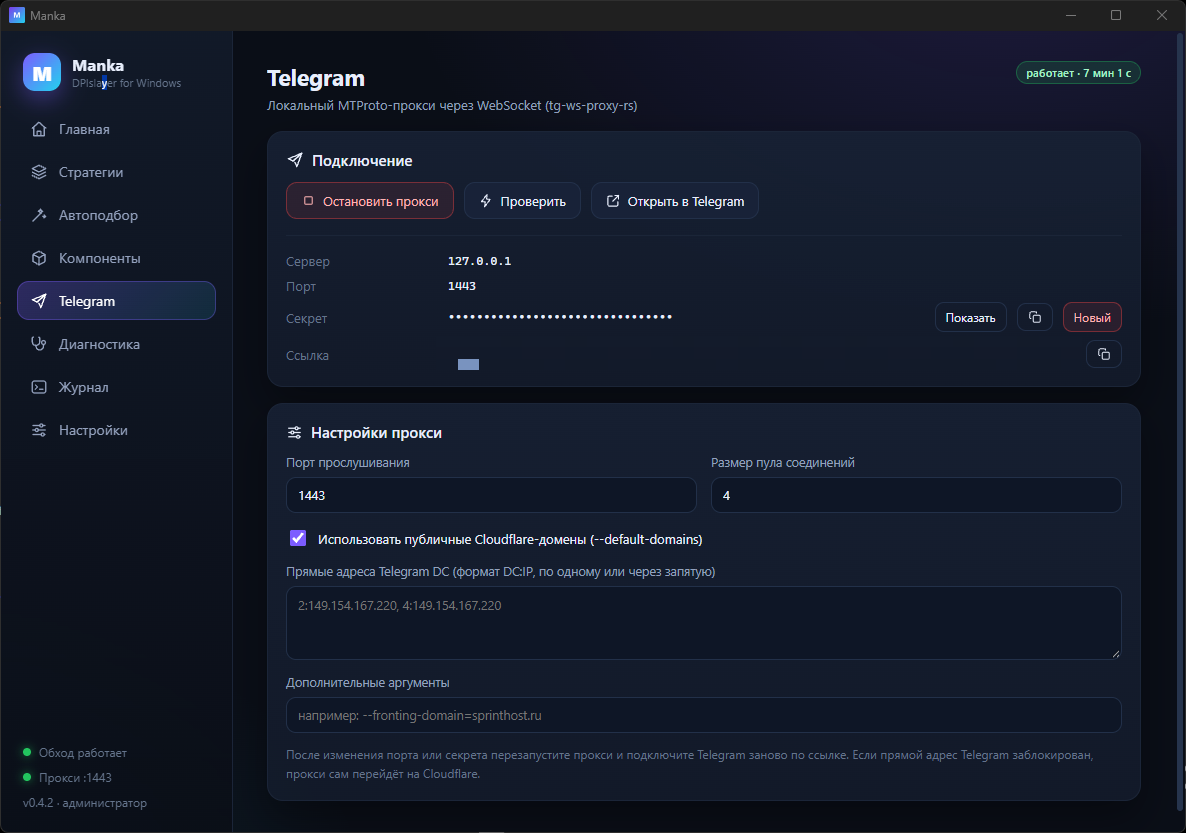 M Manka
M Manka
DPIslayer for Windows
Главная
Стратегии
Автоподбор
Компоненты
Telegram
Диагностика
Журнал
Настройки
Обход работает
Прокси :1443
v0.4.2 · администратор
Telegram
работает · 7 мин 1 с
Локальный MTProto-прокси через WebSocket (tg-ws-proxy-rs)
Подключение
Остановить прокси Проверить Открыть в Telegram
Сервер 127.0.0.1
Порт 1443
Секрет •••••••••••••••••••••••••••••••• Показать Новый
Ссылка
Настройки прокси
Порт прослушивания Размер пула соединений
1443 4
Использовать публичные Cloudflare-домены (--default-domains)
Прямые адреса Telegram DC (формат DC:IP, по одному или через запятую)
2:149.154.167.220, 4:149.154.167.220
Дополнительные аргументы
например: --fronting-domain=sprinthost.ru
После изменения порта или секрета перезапустите прокси и подключите Telegram заново по ссылке. Если прямой адрес Telegram заблокирован,
прокси сам перейдёт на Cloudflare.